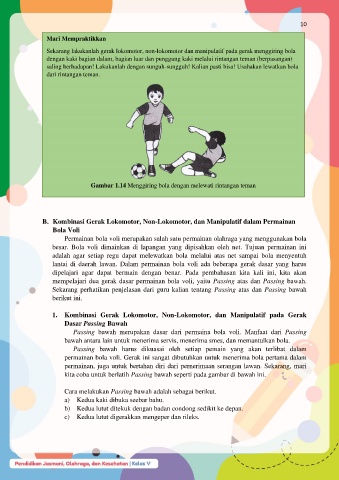 10
Mari Mempraktikkan
Sekarang lakukanlah gerak lokomotor, non-lokomotor dan manipulatif pada gerak menggiring bola
dengan kaki bagian dalam, bagian luar dan punggung kaki melalui rintangan teman (berpasangan)
saling berhadapan! Lakukanlah dengan sungguh-sungguh! Kalian pasti bisa! Usahakan lewatkan bola
dari rintangan teman.
Gambar 1.14 Menggiring bola dengan melewati rintangan teman
B. Kombinasi Gerak Lokomotor, Non-Lokomotor, dan Manipulatif dalam Permainan
Bola Voli
Permainan bola voli merupakan salah satu permainan olahraga yang menggunakan bola
besar. Bola voli dimainkan di lapangan yang dipisahkan oleh net. Tujuan permainan ini
adalah agar setiap regu dapat melewatkan bola melalui atas net sampai bola menyentuh
lantai di daerah lawan. Dalam permainan bola voli ada beberapa gerak dasar yang harus
dipelajari agar dapat bermain dengan benar. Pada pembahasan kita kali ini, kita akan
mempelajari dua gerak dasar permainan bola voli, yaitu Passing atas dan Passing bawah.
Sekarang perhatikan penjelasan dari guru kalian tentang Passing atas dan Passing bawah
berikut ini.
1. Kombinasi Gerak Lokomotor, Non-Lokomotor, dan Manipulatif pada Gerak
Dasar Passing Bawah
Passing bawah merupakan dasar dari permaina bola voli. Manfaat dari Passing
bawah antara lain untuk menerima servis, menerima smes, dan memantulkan bola.
Passing bawah harus dikuasai oleh setiap pemain yang akan terlibat dalam
permainan bola voli. Gerak ini sangat dibutuhkan untuk menerima bola pertama dalam
permainan, juga untuk bertahan diri dari penerimaan serangan lawan. Sekarang, mari
kita coba untuk berlatih Passing bawah seperti pada gambar di bawah ini.
Cara melakukan Passing bawah adalah sebagai berikut.
a) Kedua kaki dibuka selebar bahu.
b) Kedua lutut ditekuk dengan badan condong sedikit ke depan.
c) Kedua lutut digerakkan mengeper dan rileks.
Pendidikan Jasmani, Olahraga, dan Kesehatan | Kelas V